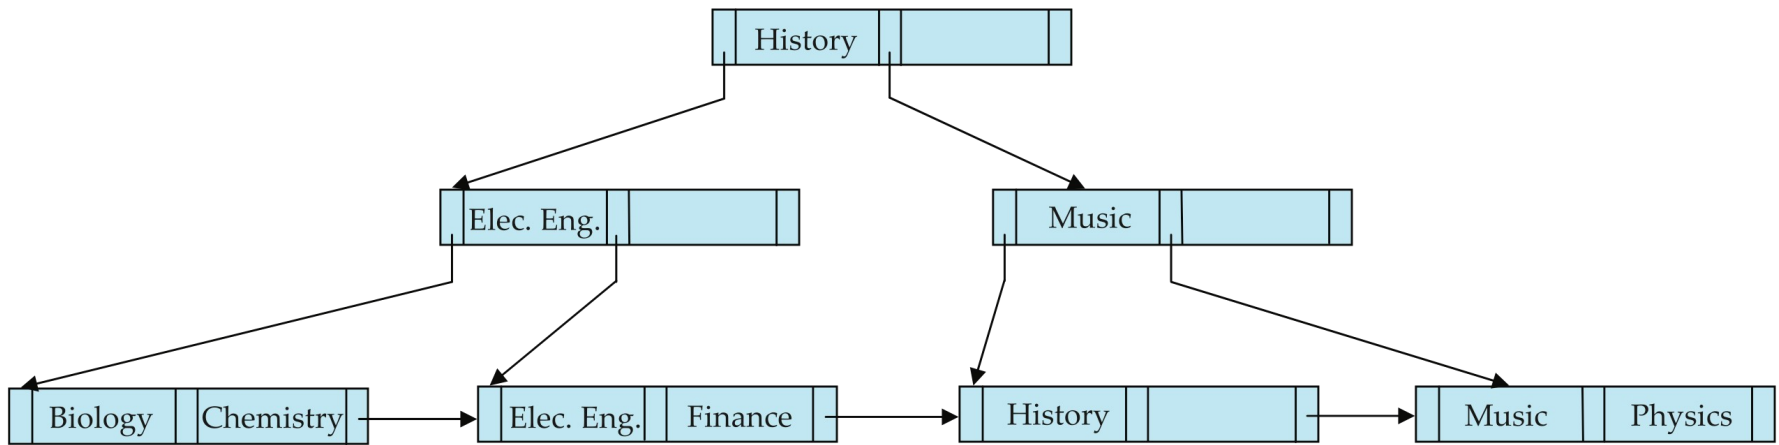 History
Elec. Eng.
Music
Biology
Chemistry
Elec. Eng.
Finance
History
Music
Physics